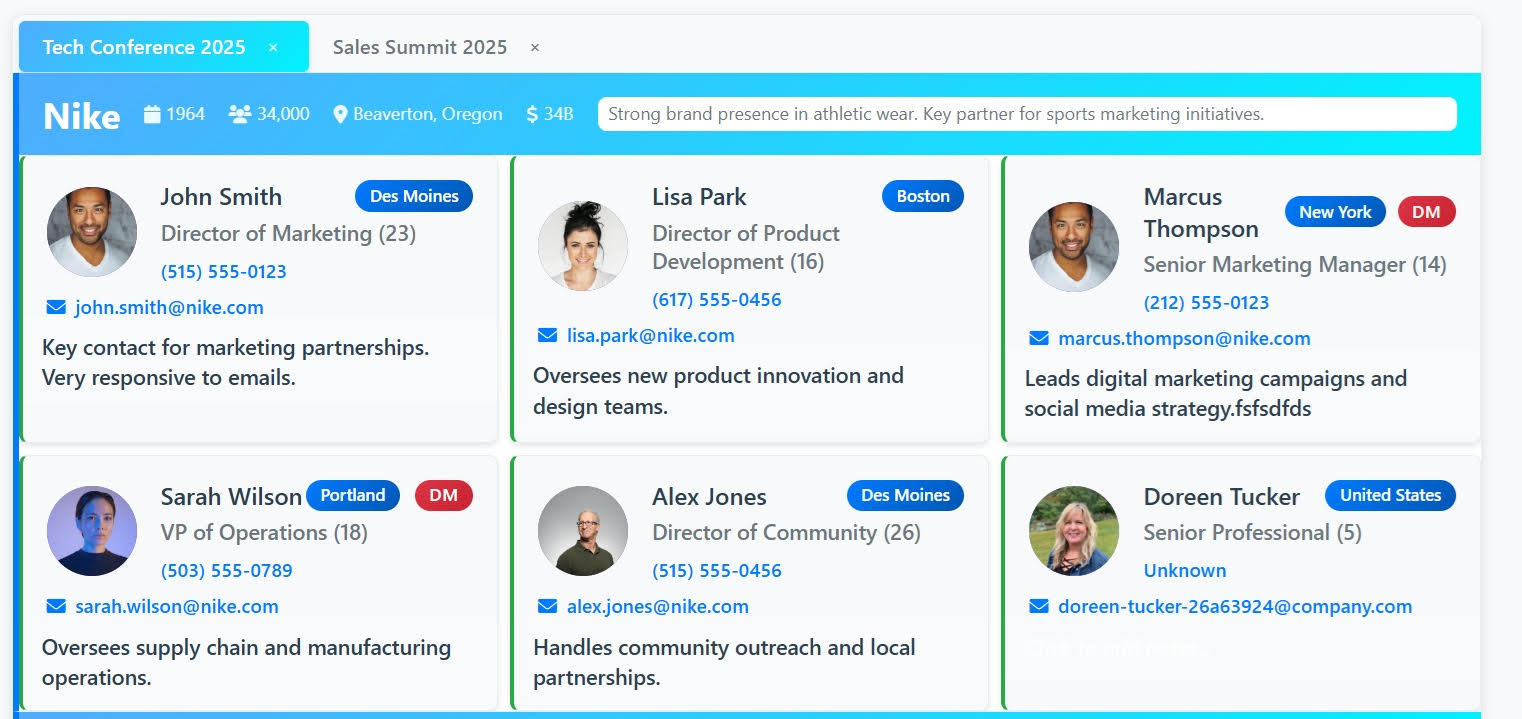 Tech Conference 2025 ×
Sales Summit 2025 ×
Nike 1964 34,000 Beaverton, Oregon $ 34B Strong brand presence in athletic wear. Key partner for sports marketing initiatives.
John Smith Des Moines
Director of Marketing (23)
(515) 555-0123
john.smith@nike.com
Key contact for marketing partnerships.
Very responsive to emails.
Lisa Park Boston
Director of Product
Development (16)
(617) 555-0456
lisa.park@nike.com
Oversees new product innovation and
design teams.
Marcus
Thompson New York DM
Senior Marketing Manager (14)
(212) 555-0123
marcus.thompson@nike.com
Leads digital marketing campaigns and
social media strategy.fsfsdfds
Sarah Wilson Portland DM
VP of Operations (18)
(503) 555-0789
sarah.wilson@nike.com
Oversees supply chain and manufacturing
operations.
Alex Jones Des Moines
Director of Community (26)
(515) 555-0456
alex.jones@nike.com
Handles community outreach and local
partnerships.
Doreen Tucker United States
Senior Professional (5)
Unknown
doreen-tucker-26a63924@company.com